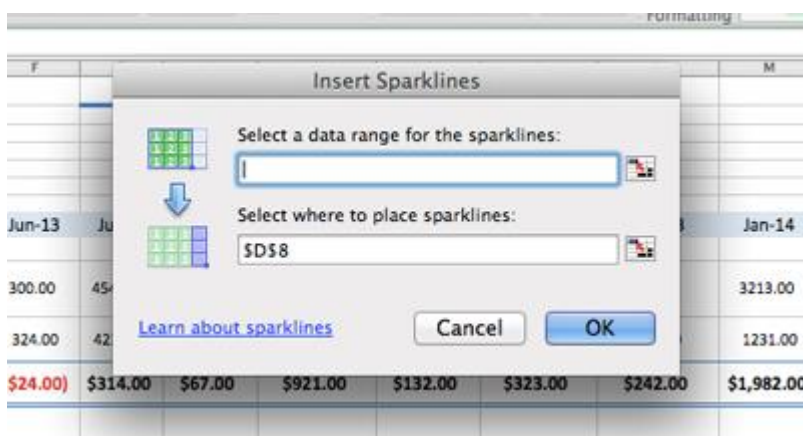 Formatting
F M
Insert Sparklines
Select a data range for the sparklines:
Select where to place sparklines:
$D$8
Jun-13 Jan-14
300.00 3213.00
Learn about sparklines Cancel OK
324.00 1231.00
$24.00) $314.00 $67.00 $921.00 $132.00 $323.00 $242.00 $1,982.00